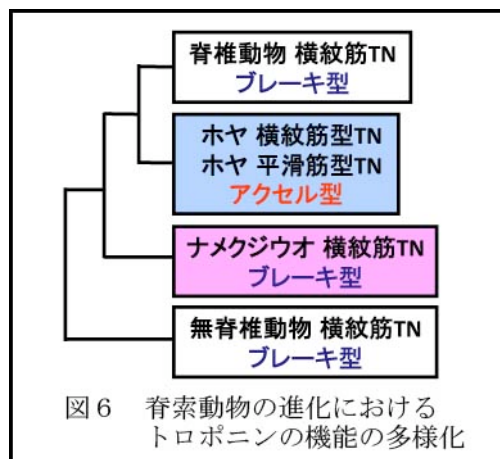 脊椎動物 横紋筋TN
ブレーキ型
ホヤ 横紋筋型TN
ホヤ 平滑筋型TN
アクセル型
ナメクジウオ 横紋筋TN
ブレーキ型
無脊椎動物 横紋筋TN
ブレーキ型
図6 脊索動物の進化における
トロポニンの機能の多様化